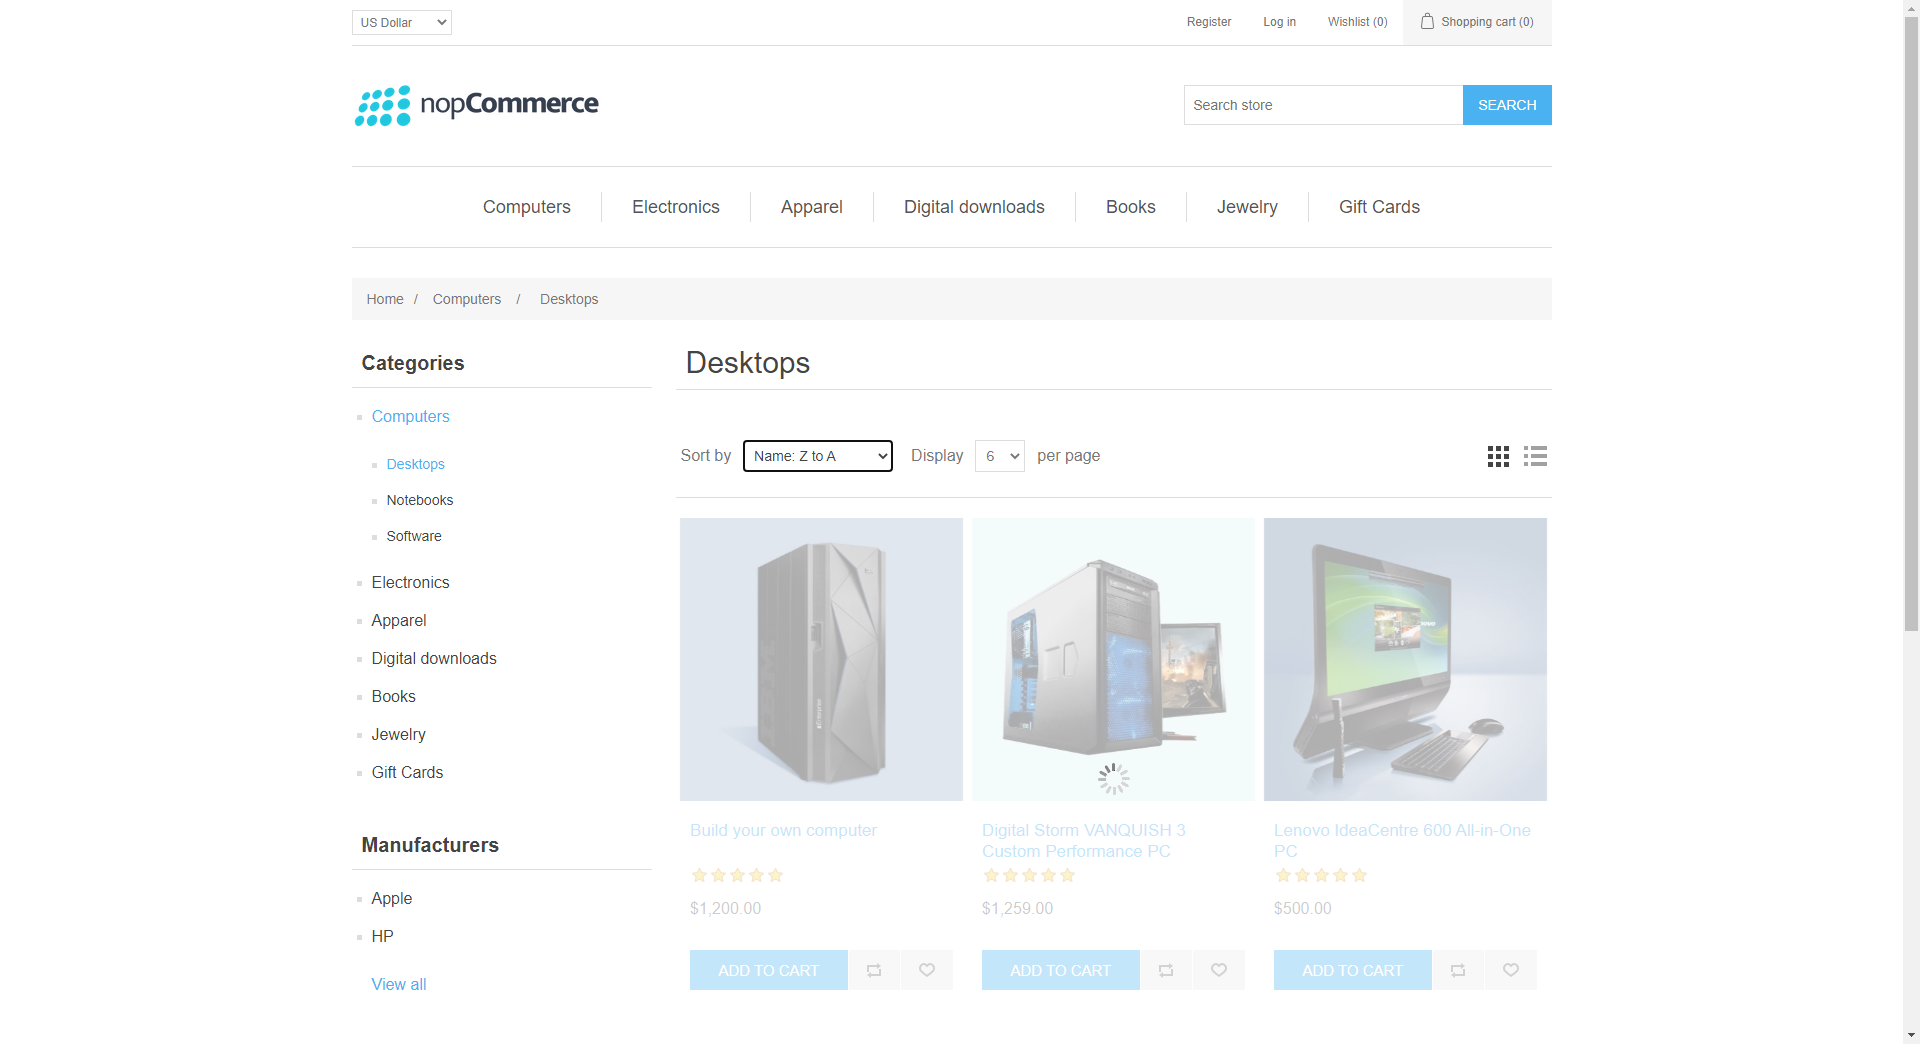 US Dollar
Register
Log in
Wishlist (0)
Shopping cart (0)
nopCommerce
Search store
SEARCH
Computers
Electronics
Apparel
Digital downloads
Books
Jewelry
Gift Cards
Home / Computers / Desktops
Categories
Computers
Desktops
Notebooks
Software
Electronics
Apparel
Digital downloads
Books
Jewelry
Gift Cards
Manufacturers
Apple
HP
View all
Desktops
Sort by Name: Z to A Display 6 per page
Build your own computer
$1,200.00
ADD TO CART
Digital Storm VANQUISH 3
Custom Performance PC
$1,259.00
ADD TO CART
Lenovo IdeaCentre 600 All-in-One
PC
$500.00
ADD TO CART